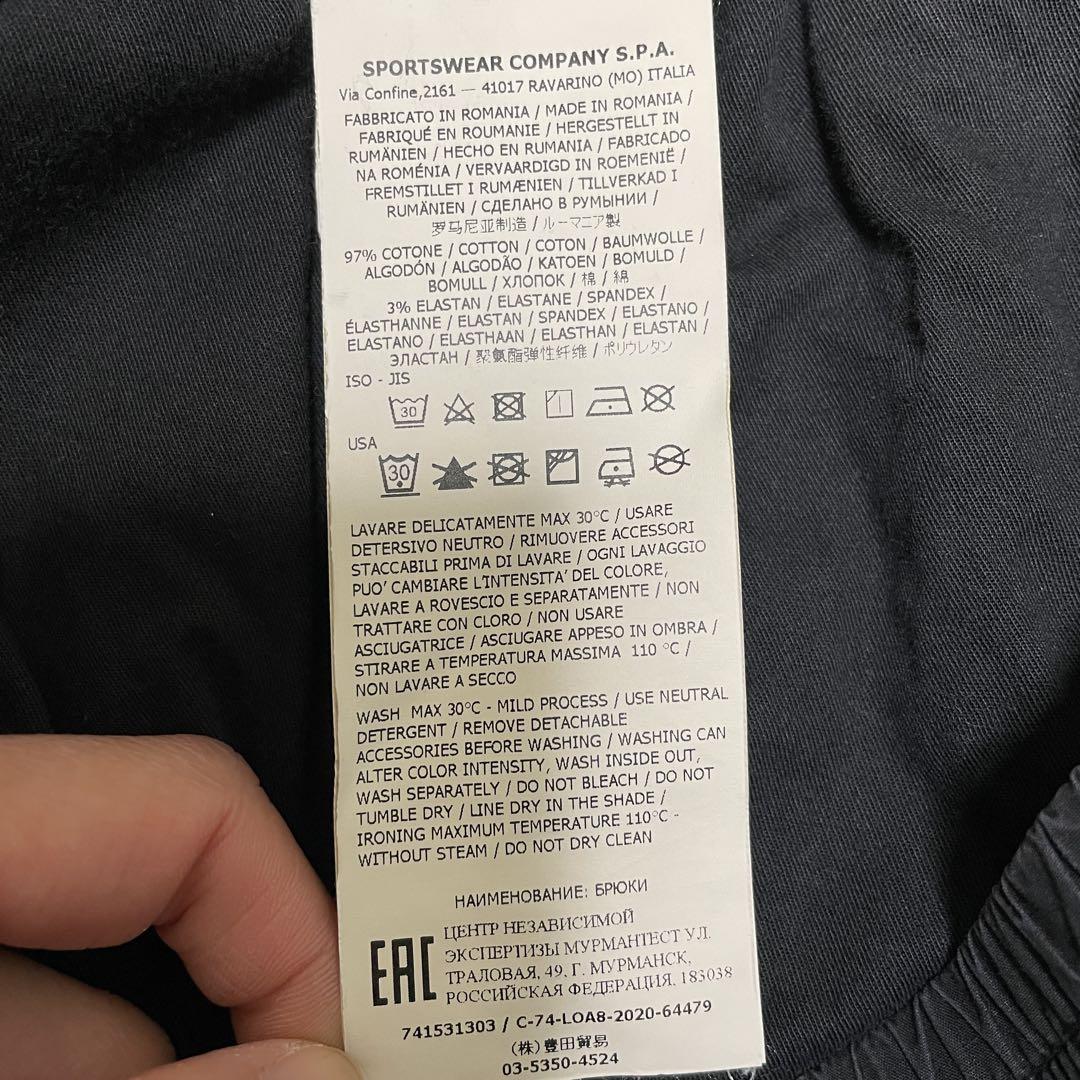 SPORTSWEAR COMPANY S.P.A.
Via Confine,2161 — 41017 RAVARINO (MO) ITALIA
FABBRICATO IN ROMANIA / MADE IN ROMANIA /
FABRIQUÉ EN ROUMANIE / HERGESTELLT IN
RUMÄNIEN / HECHO EN RUMANIA / FABRICADO
NA ROMÉNIA / VERVAARDIGD IN ROEMENIË /
FREMSTILLET I RUMÆNIEN / TILLVERKAD I
RUMÄNIEN / СДЕЛАНО В РУМЫНИИ /
罗马尼亚制造 / ルーマニア製
97% COTONE / COTTON / COTON / BAUMWOLLE /
ALGODÓN / ALGODÃO / KATOEN / BOMULD /
BOMULL / ХЛОПОК / 棉 / 綿
3% ELASTAN / ELASTANE / SPANDEX /
ÉLASTHANNE / ELASTAN / SPANDEX / ELASTANO /
ELASTANO / ELASTHAAN / ELASTHAN / ELASTAN /
ЭЛАСТАН / 聚氨酯弹性纤维 / ポリウレタン
ISO - JIS
30
USA
30
LAVARE DELICATAMENTE MAX 30°C / USARE
DETERSIVO NEUTRO / RIMUOVERE ACCESSORI
STACCABILI PRIMA DI LAVARE / OGNI LAVAGGIO
PUO' CAMBIARE L'INTENSITA' DEL COLORE,
LAVARE A ROVESCIO E SEPARATAMENTE / NON
TRATTARE CON CLORO / NON USARE
ASCIUGATRICE / ASCIUGARE APPESO IN OMBRA /
STIRARE A TEMPERATURA MASSIMA 110 °C /
NON LAVARE A SECCO
WASH MAX 30°C - MILD PROCESS / USE NEUTRAL
DETERGENT / REMOVE DETACHABLE
ACCESSORIES BEFORE WASHING / WASHING CAN
ALTER COLOR INTENSITY, WASH INSIDE OUT,
WASH SEPARATELY / DO NOT BLEACH / DO NOT
TUMBLE DRY / LINE DRY IN THE SHADE /
IRONING MAXIMUM TEMPERATURE 110°C -
WITHOUT STEAM / DO NOT DRY CLEAN
НАИМЕНОВАНИЕ: БРЮКИ
EAC
ЦЕНТР НЕЗАВИСИМОЙ
ЭКСПЕРТИЗЫ МУРМАНТЕСТ УЛ.
ТРАЛОВАЯ, 49, Г. МУРМАНСК,
РОССИЙСКАЯ ФЕДЕРАЦИЯ, 183038
741531303 / C-74-LOA8-2020-64479
(株)豊田貿易
03-5350-4524